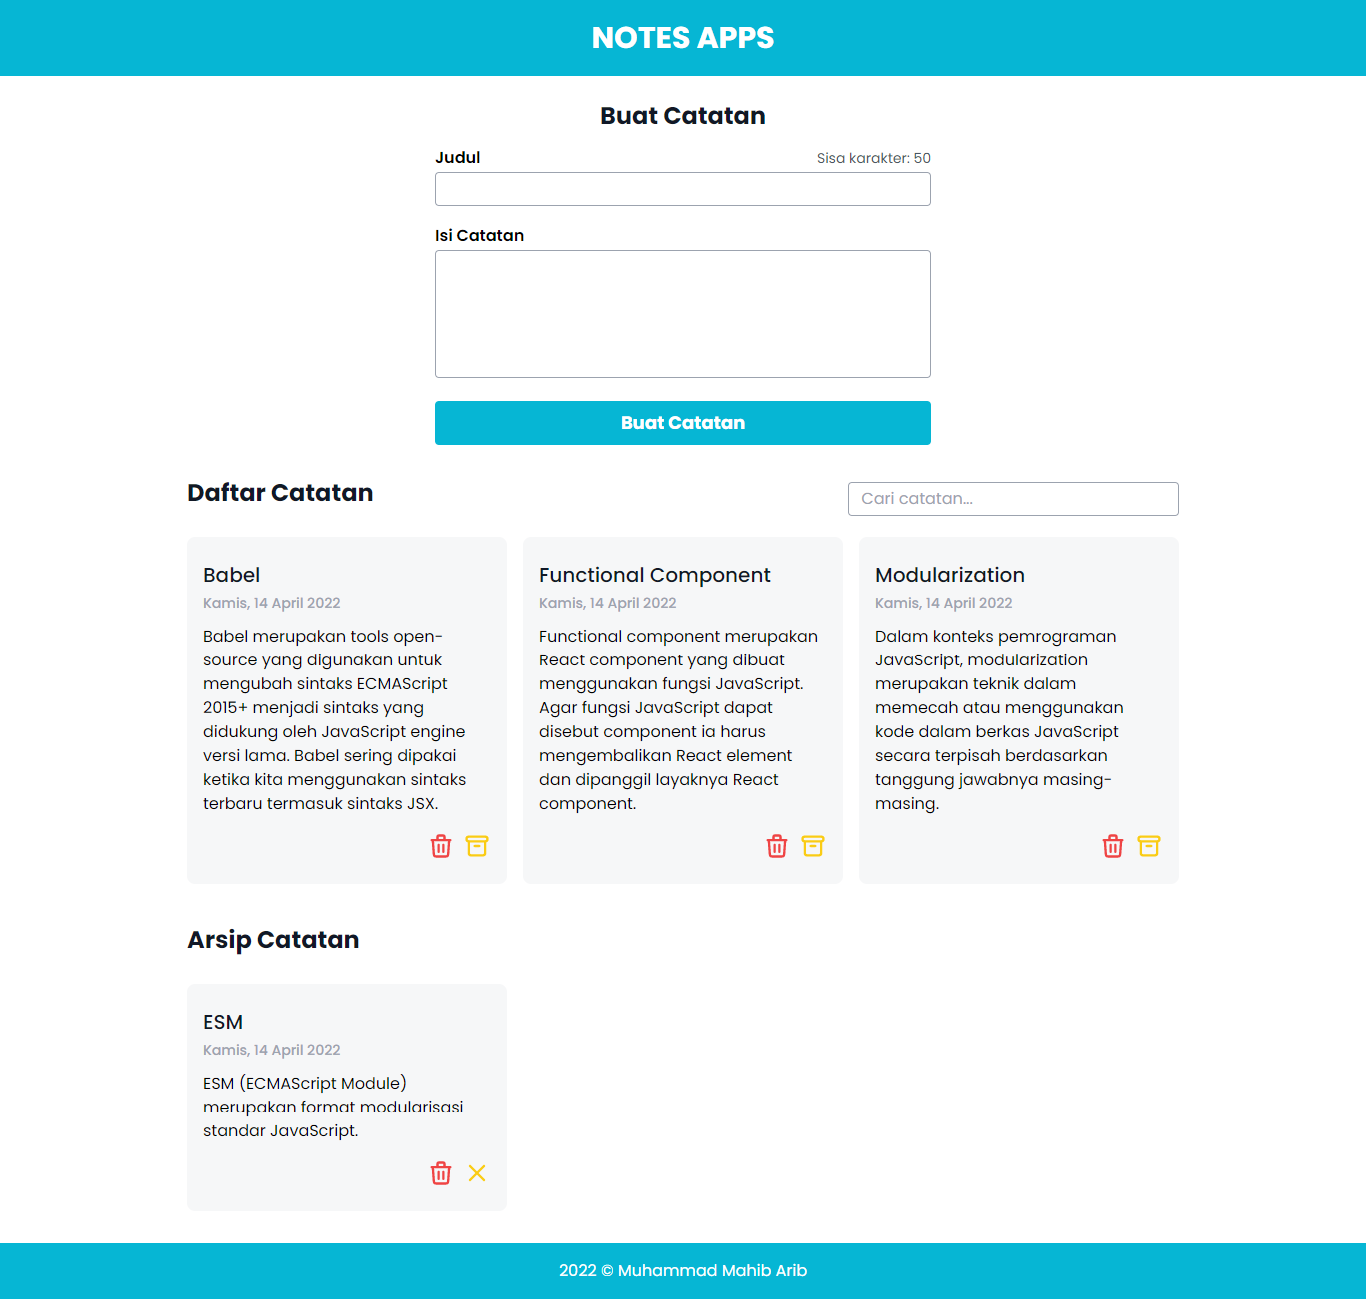 NOTES APPS
Buat Catatan
Judul
Sisa karakter: 50
Isi Catatan
Buat Catatan
Daftar Catatan
Cari catatan...
Babel
Kamis, 14 April 2022
Babel merupakan tools open-
source yang digunakan untuk
mengubah sintaks ECMAScript
2015+ menjadi sintaks yang
didukung oleh JavaScript engine
versi lama. Babel sering dipakai
ketika kita menggunakan sintaks
terbaru termasuk sintaks JSX.
Functional Component
Kamis, 14 April 2022
Functional component merupakan
React component yang dibuat
menggunakan fungsi JavaScript.
Agar fungsi JavaScript dapat
disebut component ia harus
mengembalikan React element
dan dipanggil layaknya React
component.
Modularization
Kamis, 14 April 2022
Dalam konteks pemrograman
JavaScript, modularization
merupakan teknik dalam
memecah atau menggunakan
kode dalam berkas JavaScript
secara terpisah berdasarkan
tanggung jawabnya masing-
masing.
Arsip Catatan
ESM
Kamis, 14 April 2022
ESM (ECMAScript Module)
merupakan format modularisasi
standar JavaScript.
2022 © Muhammad Mahib Arib